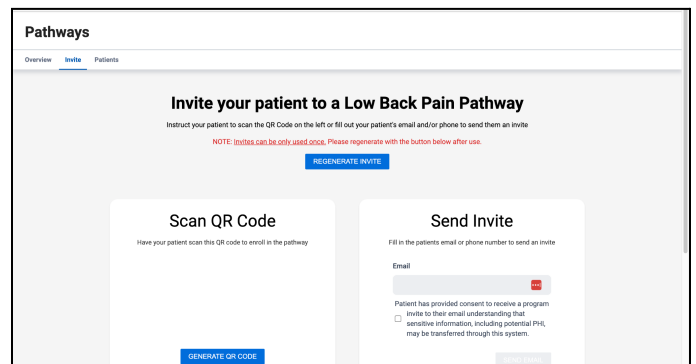 Pathways
Overview Invite Patients
Invite your patient to a Low Back Pain Pathway
Instruct your patient to scan the QR Code on the left or fill out your patient's email and/or phone to send them an invite
NOTE: Invites can be only used once. Please regenerate with the button below after use.
REGENERATE INVITE
Scan QR Code
Have your patient scan this QR code to enroll in the pathway
GENERATE QR CODE
Send Invite
Fill in the patients email or phone number to send an invite
Email
Patient has provided consent to receive a program
invite to their email understanding that
sensitive information, including potential PHI,
may be transferred through this system.
SEND EMAIL